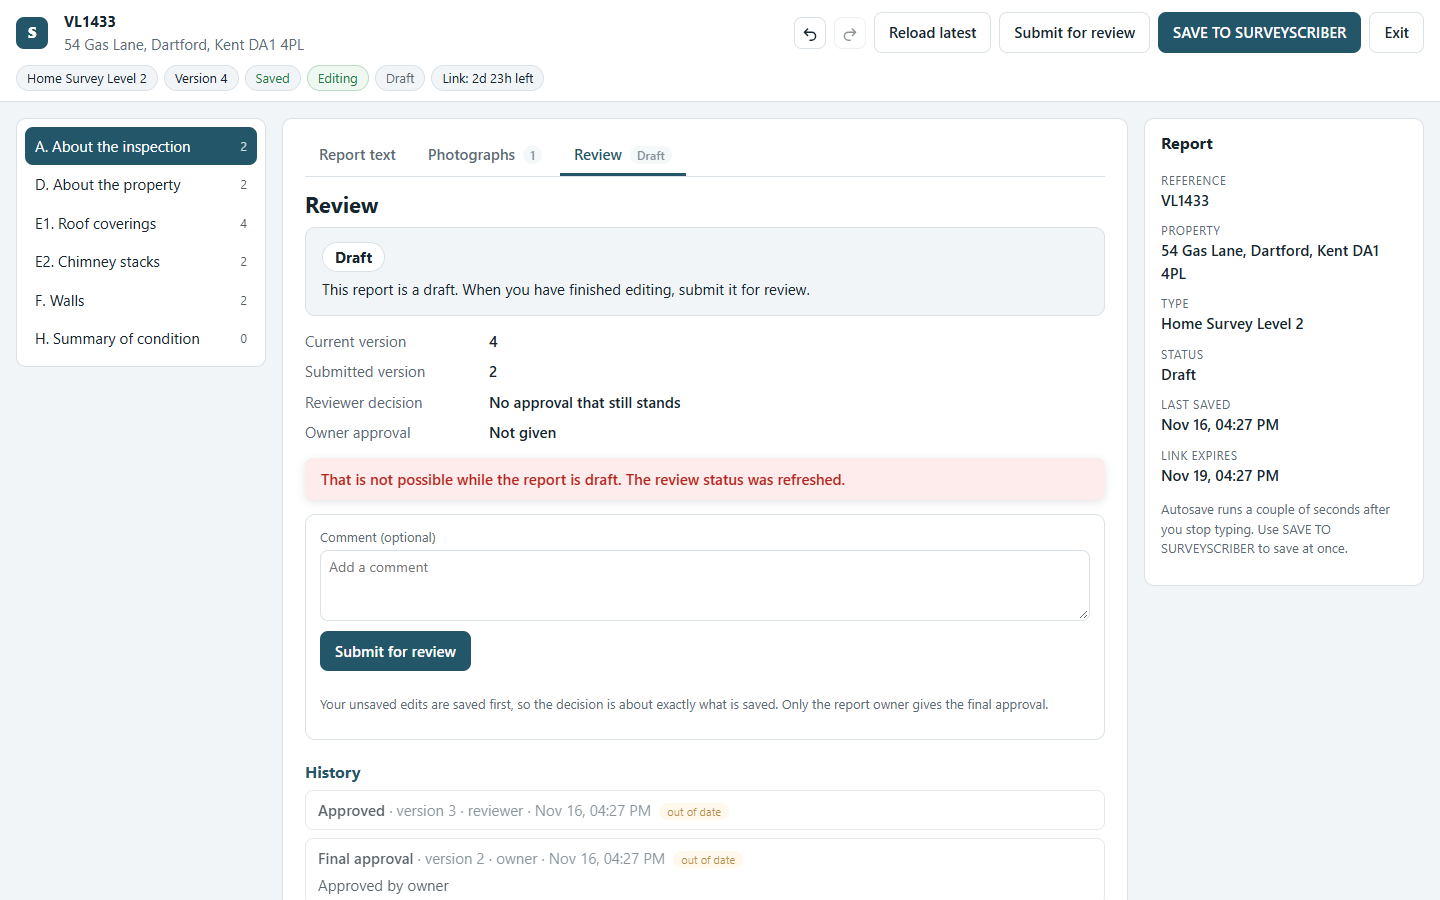 S
VL1433
54 Gas Lane, Dartford, Kent DA1 4PL
Reload latest
Submit for review
SAVE TO SURVEYSCRIBER
Exit
Home Survey Level 2
Version 4
Saved
Editing
Draft
Link: 2d 23h left
A. About the inspection 2
D. About the property 2
E1. Roof coverings 4
E2. Chimney stacks 2
F. Walls 2
H. Summary of condition 0
Report text
Photographs 1
Review Draft
Review
Draft
This report is a draft. When you have finished editing, submit it for review.
Current version 4
Submitted version 2
Reviewer decision No approval that still stands
Owner approval Not given
That is not possible while the report is draft. The review status was refreshed.
Comment (optional)
Add a comment
Submit for review
Your unsaved edits are saved first, so the decision is about exactly what is saved. Only the report owner gives the final approval.
History
Approved · version 3 · reviewer · Nov 16, 04:27 PM out of date
Final approval · version 2 · owner · Nov 16, 04:27 PM out of date
Approved by owner
Report
REFERENCE
VL1433
PROPERTY
54 Gas Lane, Dartford, Kent DA1
4PL
TYPE
Home Survey Level 2
STATUS
Draft
LAST SAVED
Nov 16, 04:27 PM
LINK EXPIRES
Nov 19, 04:27 PM
Autosave runs a couple of seconds after
you stop typing. Use SAVE TO
SURVEYSCRIBER to save at once.